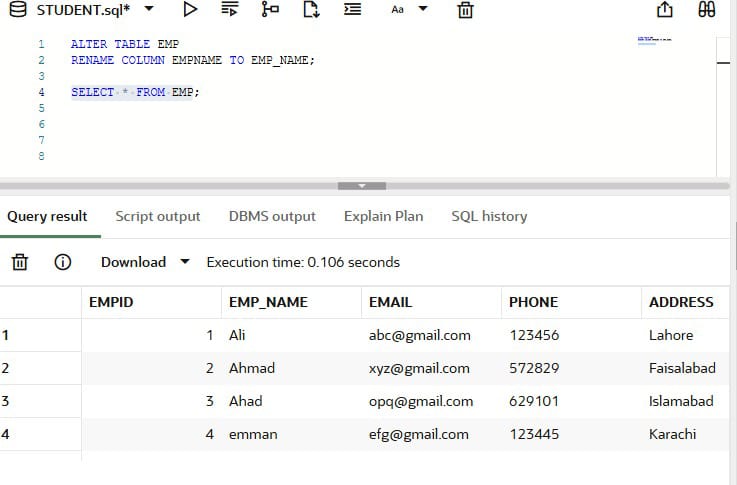 STUDENT.sql* Aa
1 ALTER TABLE EMP
2 RENAME COLUMN EMPNAME TO EMP_NAME;
3
4 SELECT * FROM EMP;
5
6
7
8
Query result Script output DBMS output Explain Plan SQL history
Download Execution time: 0.106 seconds
EMPID EMP_NAME EMAIL PHONE ADDRESS
1 1 Ali abc@gmail.com 123456 Lahore
2 2 Ahmad xyz@gmail.com 572829 Faisalabad
3 3 Ahad opq@gmail.com 629101 Islamabad
4 4 emman efg@gmail.com 123445 Karachi